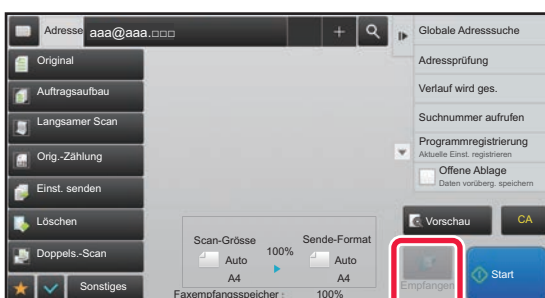 Adresse aaa@aaa.□□□ +
Original
Auftragsaufbau
Langsamer Scan
Orig.-Zählung
Einst. senden
Löschen
Doppels.-Scan
Sonstiges
Scan-Grösse 100% Sende-Format
Auto Auto
A4 A4
Faxempfangsspeicher : 100%
Globale Adresssuche
Adressprüfung
Verlauf wird ges.
Suchnummer aufrufen
Programmregistrierung
Aktuelle Einst. registrieren
Offene Ablage
Daten vorüberg. speichern
Vorschau CA
Empfangen Start